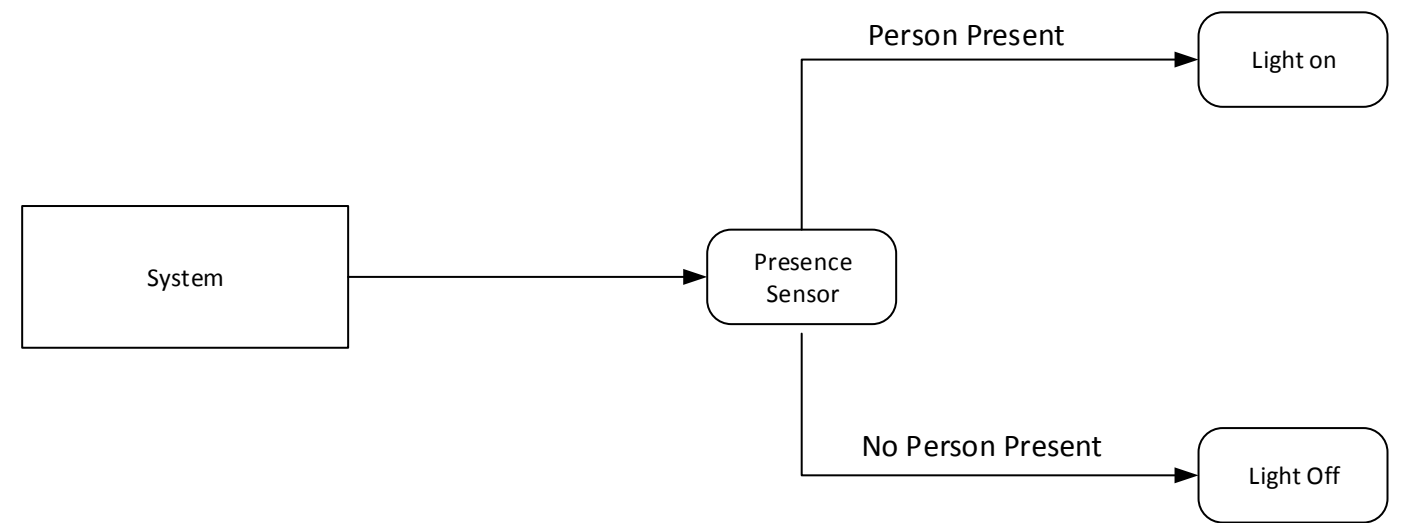 Person Present
Light on
System
Presence
Sensor
No Person Present
Light Off